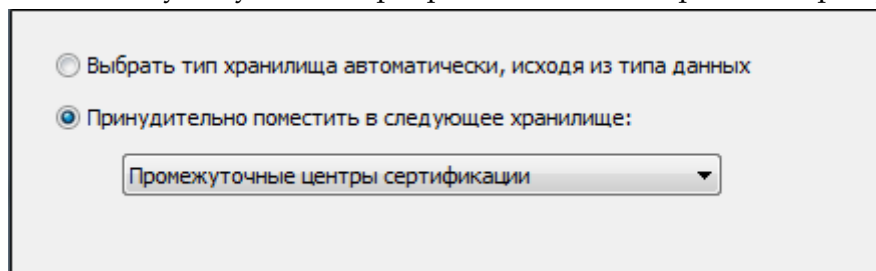 Выбрать тип хранилища автоматически, исходя из типа данных
Принудительно поместить в следующее хранилище:
Промежуточные центры сертификации